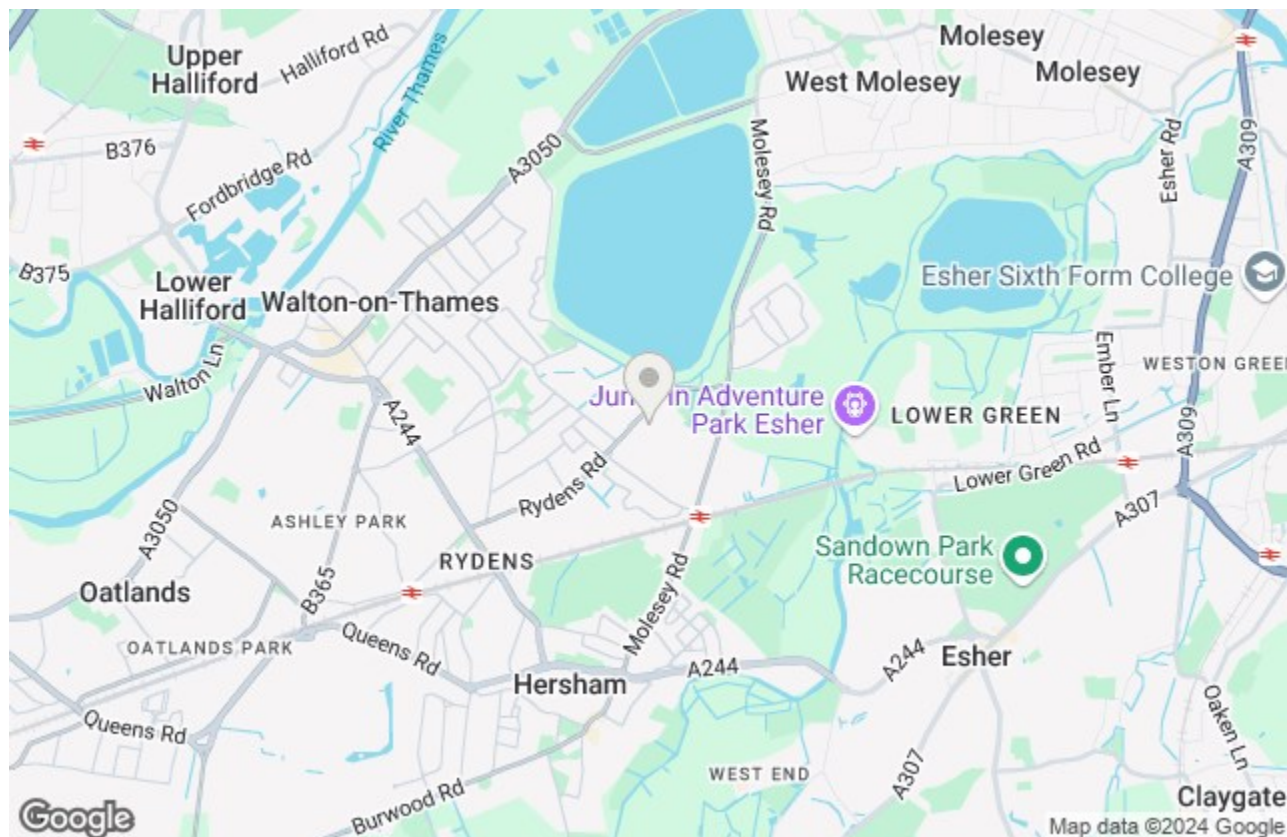 Upper
Halliford
Halliford Rd
River Thames
B376
Fordbridge Rd
B375
Lower
Halliford
Walton Ln
Walton-on-Thames
A3050
Molesey
West Molesey
Molesey
Molesey Rd
Esher Rd
A309
Esher Sixth Form College
Ember Ln
WESTON GREEN
A309
A244
Adventure
Park Esher
LOWER GREEN
Lower Green Rd
A307
Rydens Rd
ASHLEY PARK
A3050
RYDENS
Sandown Park
Racecourse
Oatlands
B365
OATLANDS PARK
Queens Rd
Molesey Rd
Hersham
A244
A244
Esher
Queens Rd
Oaken Ln
WEST END
A307
Burwood Rd
Claygate
Google
Map data ©2024 Google